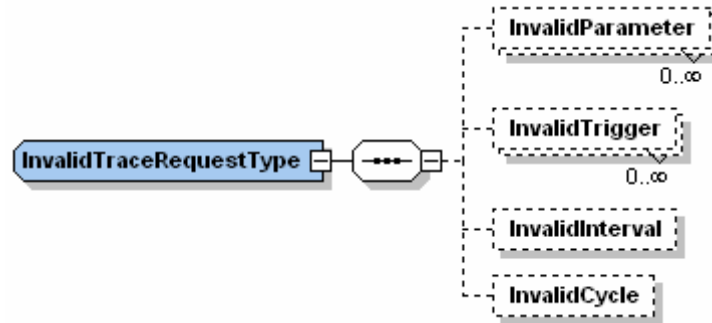 InvalidParameter
0..∞
InvalidTrigger
0..∞
InvalidTraceRequestType
InvalidInterval
InvalidCycle